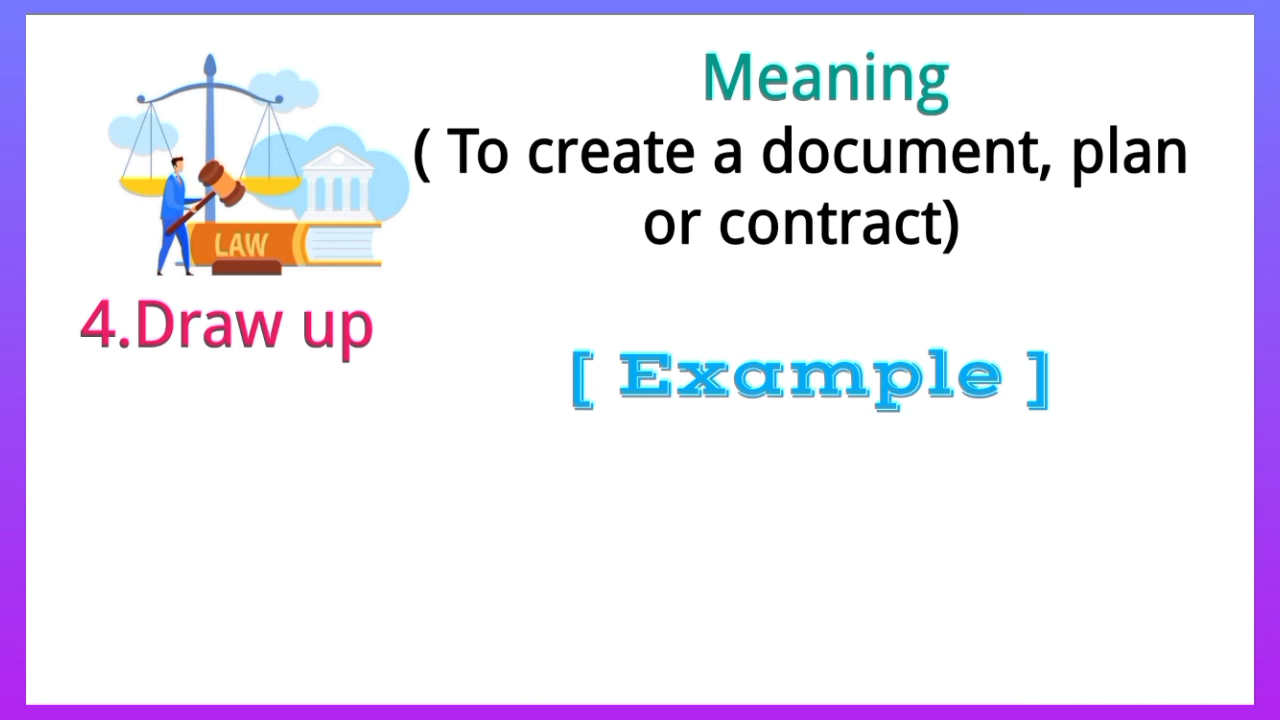 Meaning
( To create a document, plan
or contract)
LAW
4.Draw up
[ Example ]